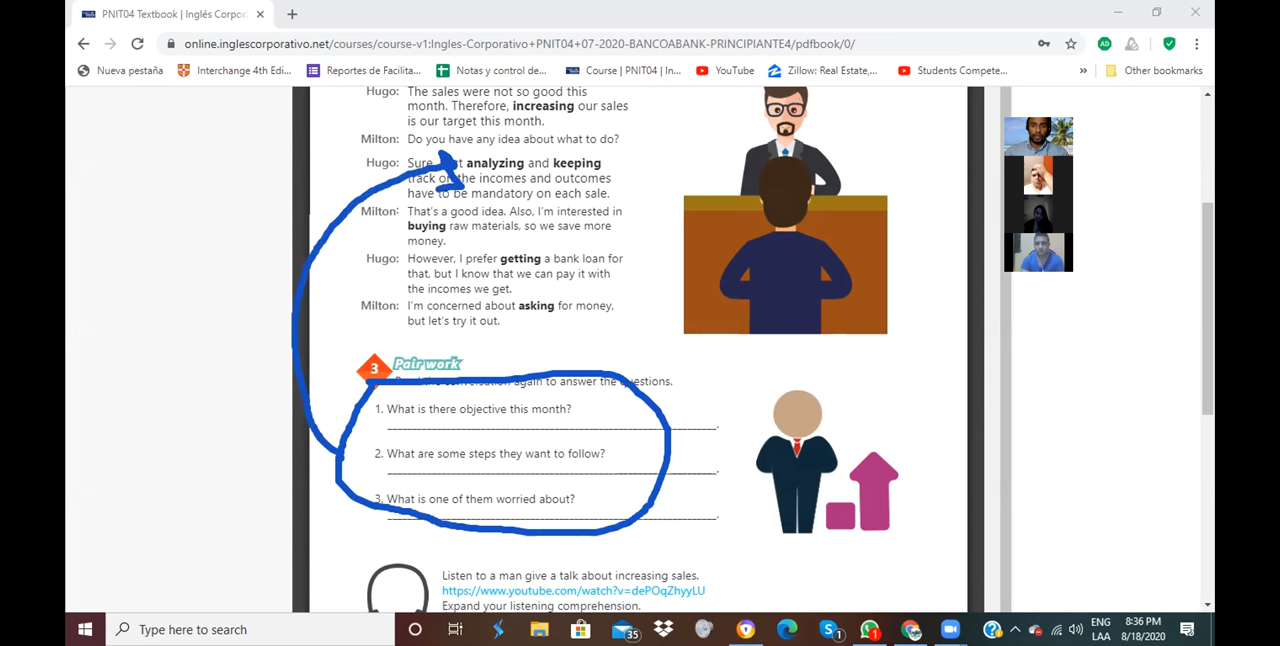 PNIT04 Textbook | Inglés Corpor
online.inglescorporativo.net/courses/course-v1:Ingles-Corporativo+PNIT04+07-2020-BANCOABANK-PRINCIPIANTE4/pdfbook/0/
Nueva pestaña
Interchange 4th Edi...
Reportes de Facilita...
Notas y control de...
Course | PNIT04 | In...
YouTube
Zillow: Real Estate,...
Students Compete...
»
Other bookmarks
Hugo: The sales were not so good this
month. Therefore, increasing our sales
is our target this month.
Milton: Do you have any idea about what to do?
Hugo: Sure, analyzing and keeping
track of the incomes and outcomes
have to be mandatory on each sale.
Milton: That's a good idea. Also, I'm interested in
buying raw materials, so we save more
money.
Hugo: However, I prefer getting a bank loan for
that, but I know that we can pay it with
the incomes we get.
Milton: I'm concerned about asking for money,
but let's try it out.
3 Pair work
the conversation again to answer the questions.
1. What is there objective this month?
2. What are some steps they want to follow?
3. What is one of them worried about?
Listen to a man give a talk about increasing sales.
https://www.youtube.com/watch?v=dePOqZhyyLU
Expand your listening comprehension.
Type here to search
35
1
1
ENG
LAA
8:36 PM
8/18/2020